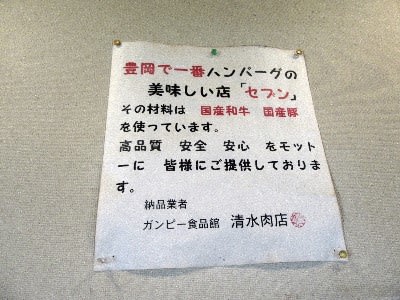 豊岡で一番ハンバーグの
美味しい店「セブン」
その材料は 国産和牛 国産豚
を使っています。
高品質 安全 安心 をモット
ーに 皆様にご提供しておりま
す。
納品業者
ガンピー食品館 清水肉店